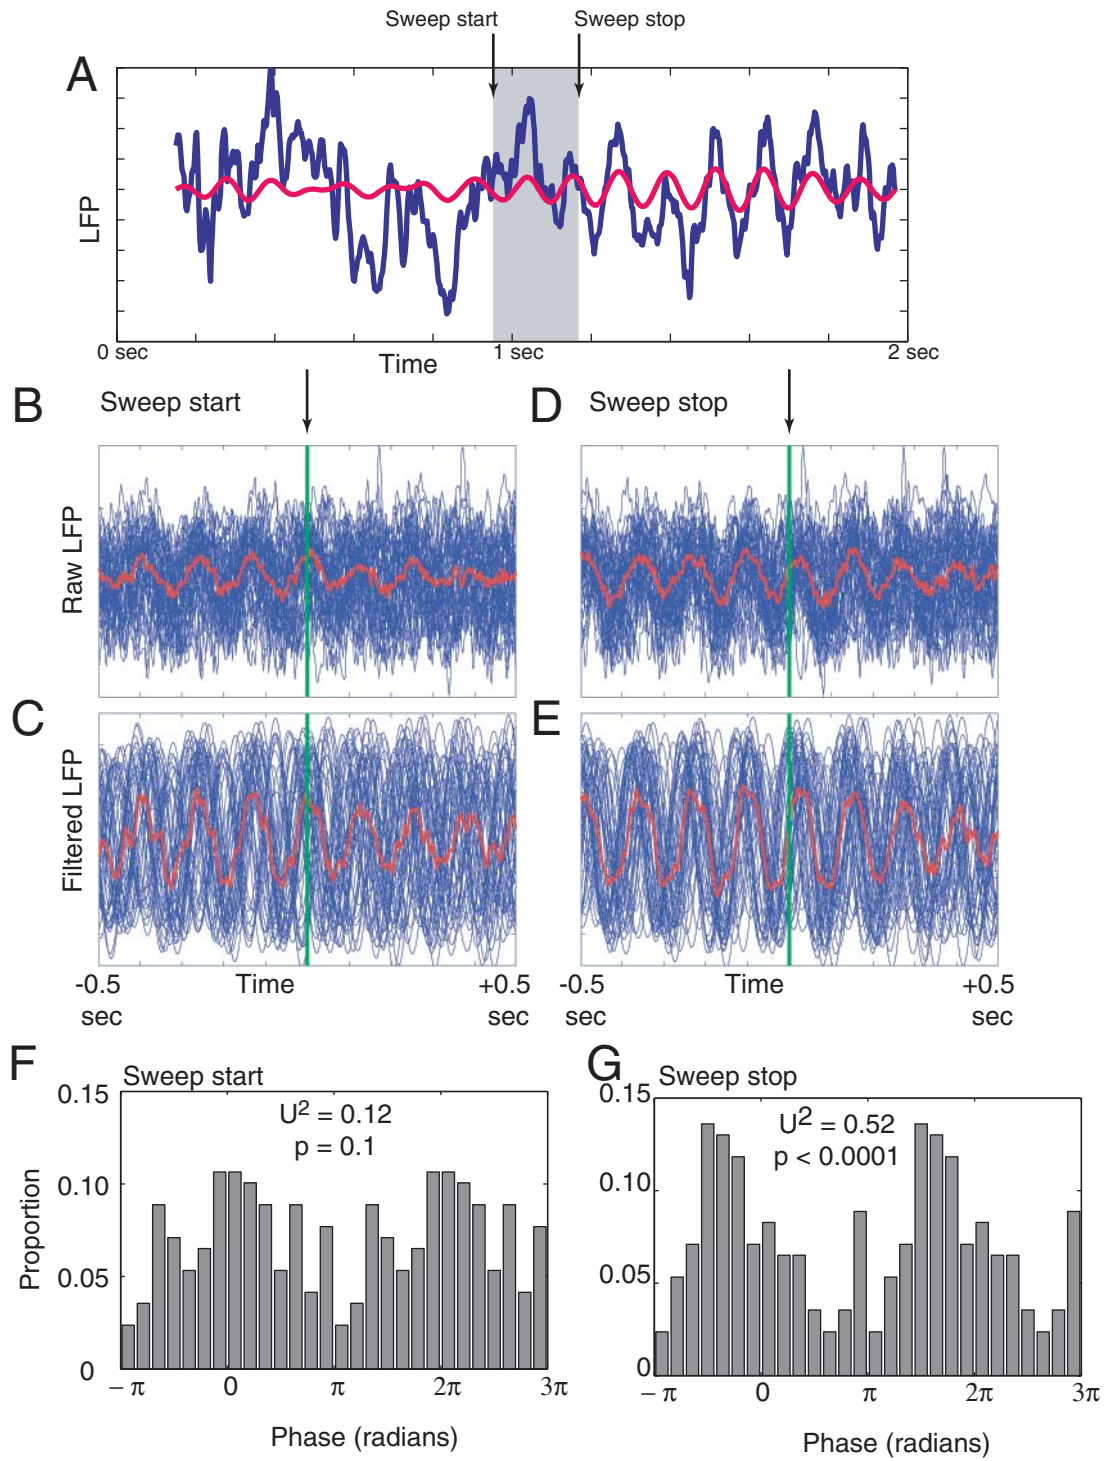 Sweep start Sweep stop
A
LFP
0 sec 1 sec 2 sec
Time
B Sweep start D Sweep stop
Raw LFP
C E
Filtered LFP
-0.5 sec Time +0.5 sec -0.5 sec Time +0.5 sec
F Sweep start
0.15
0.10
0.05
0
Proportion
U² = 0.12
p = 0.1
– π 0 π 2π 3π
Phase (radians)
G Sweep stop
0.15
0.10
0.05
0
U² = 0.52
p < 0.0001
– π 0 π 2π 3π
Phase (radians)